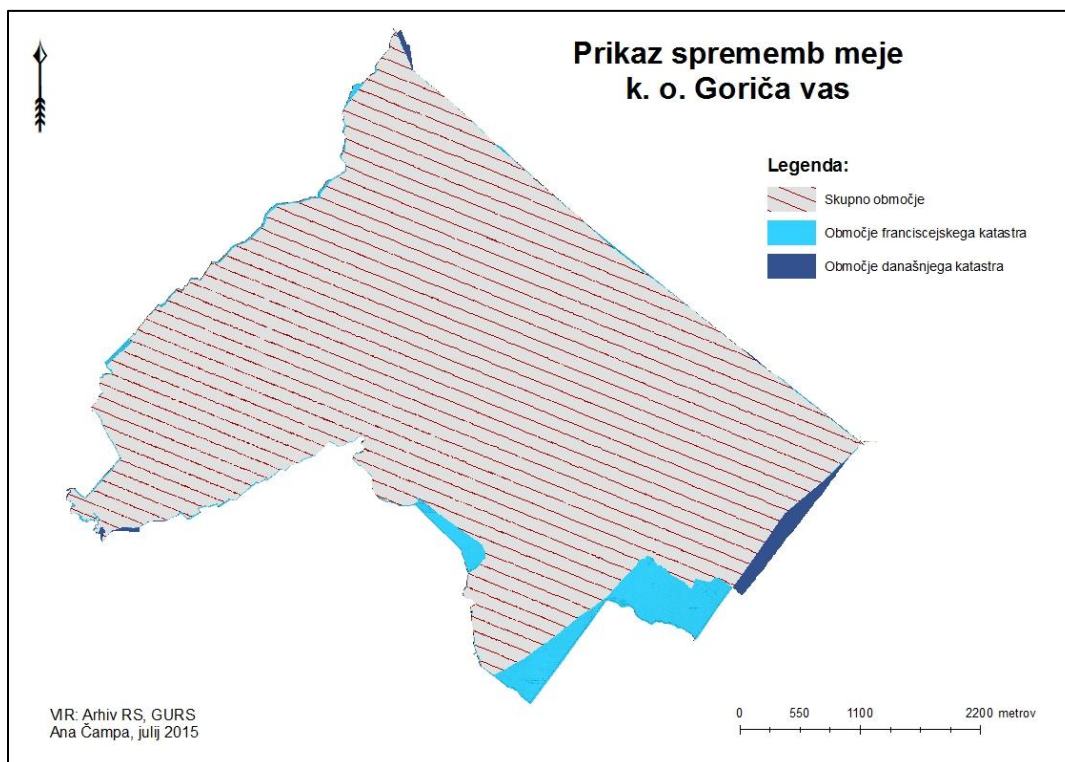 Prikaz sprememb meje
k. o. Goriča vas
Legenda:
Skupno območje
Območje franciscejskega katastra
Območje današnjega katastra
VIR: Arhiv RS, GURS
Ana Čampa, julij 2015
0 550 1100 2200 metrov